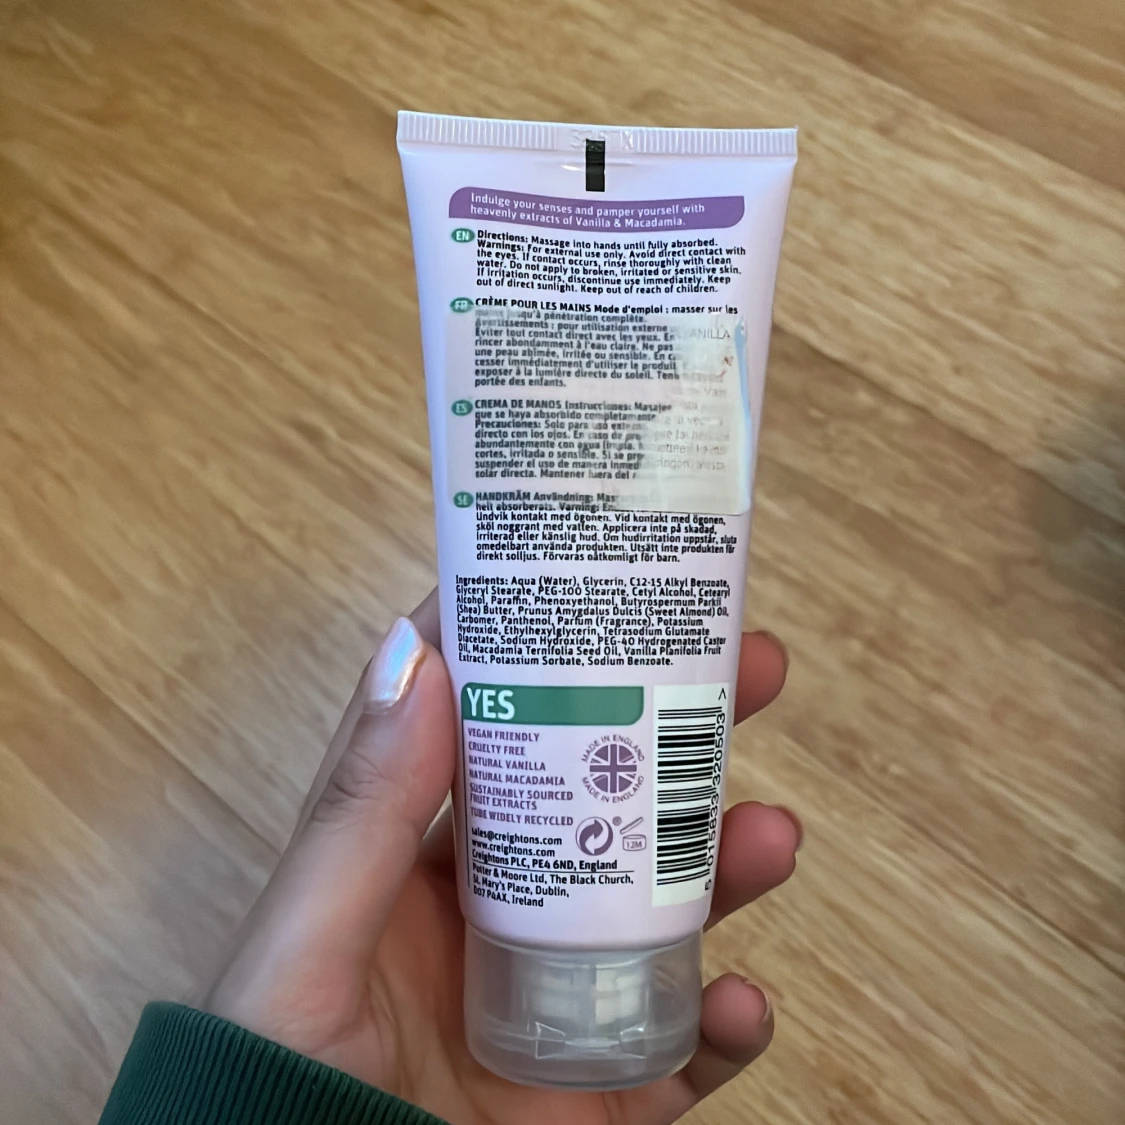 Indulge your senses and pamper yourself with
heavenly extracts of Vanilla & Macadamia.
EN Directions: Massage into hands until fully absorbed.
Warnings: For external use only. Avoid direct contact with
the eyes. If contact occurs, rinse thoroughly with clean
water. Do not apply to broken, irritated or sensitive skin.
If irritation occurs, discontinue use immediately. Keep
out of direct sunlight. Keep out of reach of children.
FR CRÈME POUR LES MAINS Mode d'emploi : masser sur les
mains jusqu'à pénétration complète.
Avertissements : pour utilisation externe
Éviter tout contact direct avec les yeux. En
rincer abondamment à l'eau claire. Ne pas
une peau abîmée, irritée ou sensible. En
cesser immédiatement d'utiliser le produit.
exposer à la lumière directe du soleil.
portée des enfants.
ES CREMA DE MANOS Instrucciones: Masajee
que se haya absorbido completamente
Precauciones: Solo para uso
directo con los ojos. En caso de
abundantemente con agua limpia.
cortes, irritada o sensible. Si se
suspender el uso de manera
solar directa. Mantener fuera del
SE HANDKRÄM Användning:
helt absorberats. Varning:
Undvik kontakt med ögonen. Vid kontakt med ögonen,
skölj noggrant med vatten. Applicera inte på skadad,
irriterad eller känslig hud. Om hudirritation uppstår, sluta
omedelbart använda produkten. Utsätt inte produkten för
direkt solljus. Förvaras oåtkomligt för barn.
Ingredients: Aqua (Water), Glycerin, C12-15 Alkyl Benzoate,
Glyceryl Stearate, PEG-100 Stearate, Cetyl Alcohol, Cetearyl
Alcohol, Paraffin, Phenoxyethanol, Butyrospermum Parkii
(Shea) Butter, Prunus Amygdalus Dulcis (Sweet Almond) Oil,
Carbomer, Panthenol, Parfum (Fragrance), Potassium
Hydroxide, Ethylhexylglycerin, Tetrasodium Glutamate
Diacetate, Sodium Hydroxide, PEG-40 Hydrogenated Castor
Oil, Macadamia Ternifolia Seed Oil, Vanilla Planifolia Fruit
Extract, Potassium Sorbate, Sodium Benzoate.
YES
VEGAN FRIENDLY
CRUELTY FREE
NATURAL VANILLA
NATURAL MACADAMIA
SUSTAINABLY SOURCED
FRUIT EXTRACTS
TUBE WIDELY RECYCLED
MADE IN ENGLAND
MADE IN ENGLAND
12M
sales@creightons.com
www.creightons.com
Creightons PLC, PE4 6ND, England
Potter & Moore Ltd, The Black Church,
St. Mary's Place, Dublin,
D07 P4AX, Ireland
5 015833 320503 >